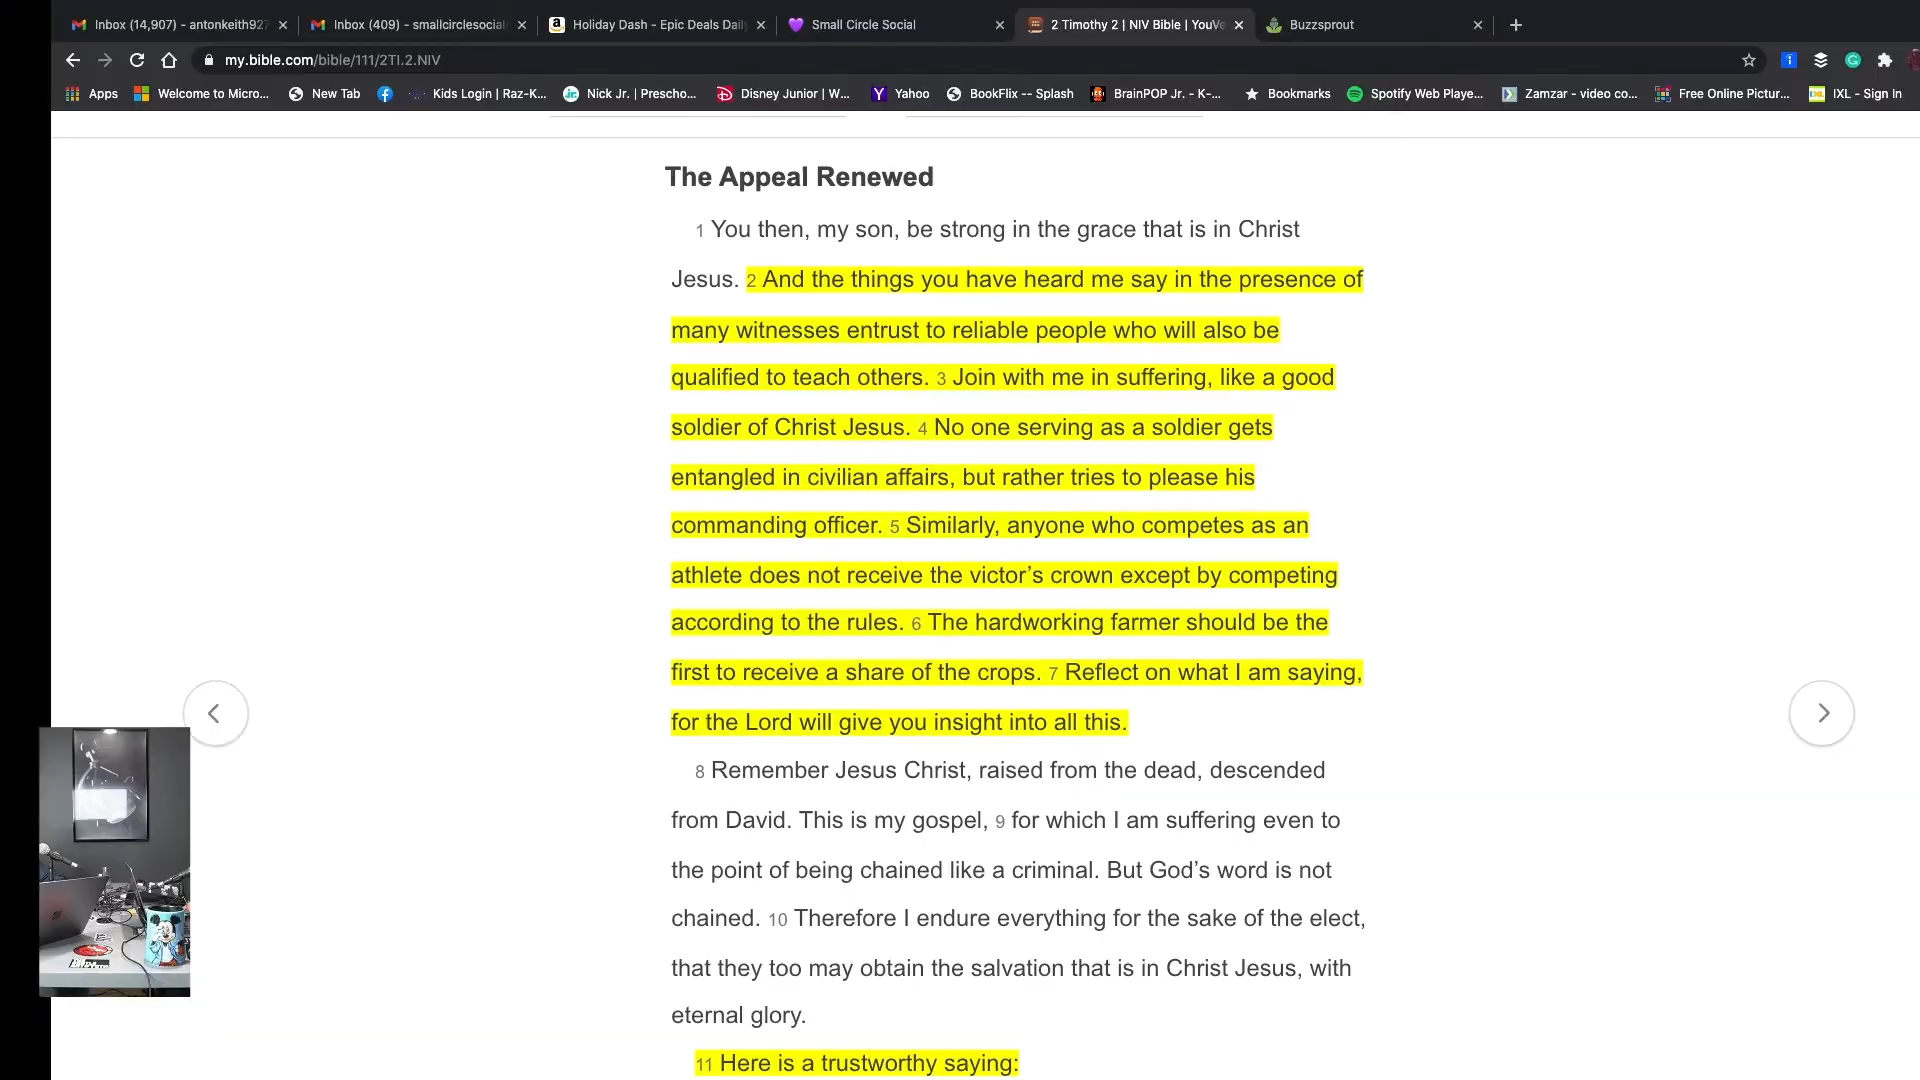 Inbox (14,907) - antonkeith927
Inbox (409) - smallcirclesocial
Holiday Dash - Epic Deals Daily
Small Circle Social
2 Timothy 2 | NIV Bible | YouVe
Buzzsprout
my.bible.com/bible/111/2TI.2.NIV
Apps
Welcome to Micro...
New Tab
Kids Login | Raz-K...
Nick Jr. | Prescho...
Disney Junior | W...
Yahoo
BookFlix -- Splash
BrainPOP Jr. - K-...
Bookmarks
Spotify Web Playe...
Zamzar - video co...
Free Online Pictur...
IXL - Sign In
The Appeal Renewed
1 You then, my son, be strong in the grace that is in Christ
Jesus. 2 And the things you have heard me say in the presence of
many witnesses entrust to reliable people who will also be
qualified to teach others. 3 Join with me in suffering, like a good
soldier of Christ Jesus. 4 No one serving as a soldier gets
entangled in civilian affairs, but rather tries to please his
commanding officer. 5 Similarly, anyone who competes as an
athlete does not receive the victor’s crown except by competing
according to the rules. 6 The hardworking farmer should be the
first to receive a share of the crops. 7 Reflect on what I am saying,
for the Lord will give you insight into all this.
8 Remember Jesus Christ, raised from the dead, descended
from David. This is my gospel, 9 for which I am suffering even to
the point of being chained like a criminal. But God’s word is not
chained. 10 Therefore I endure everything for the sake of the elect,
that they too may obtain the salvation that is in Christ Jesus, with
eternal glory.
11 Here is a trustworthy saying: